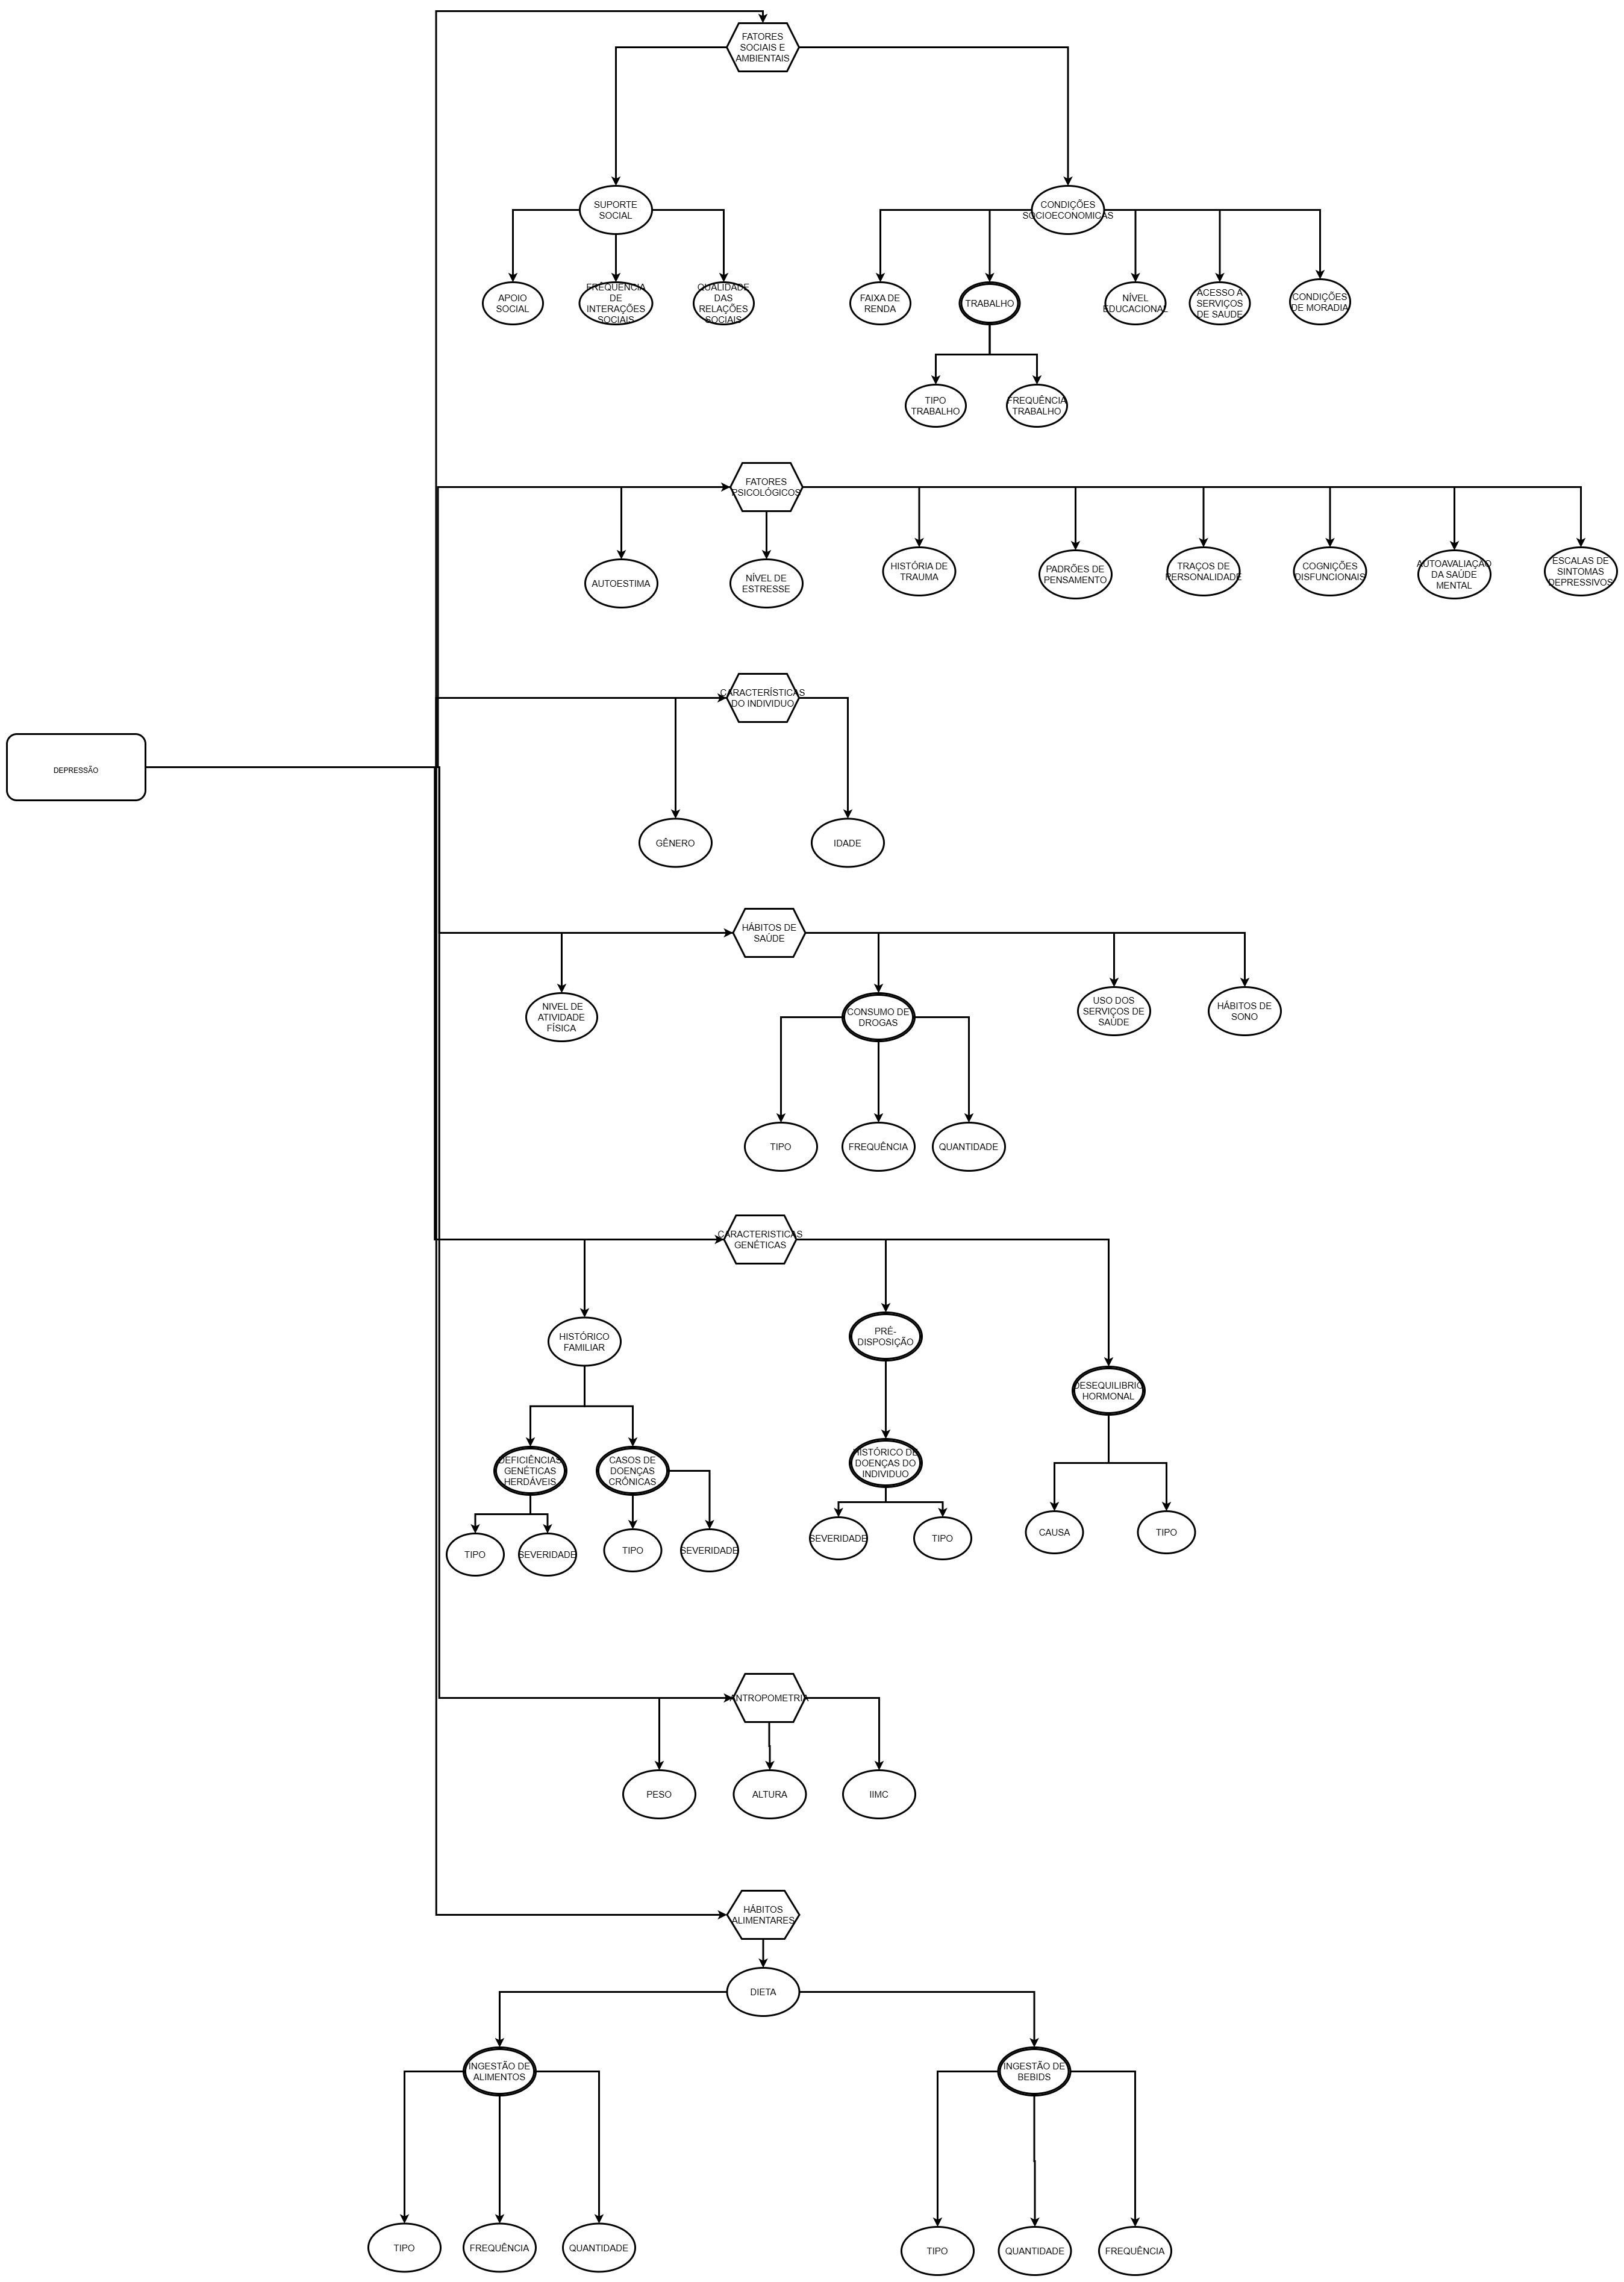 FATORES
SOCIAIS E
AMBIENTAIS
SUPORTE
SOCIAL
CONDIÇÕES
SOCIOECONOMICAS
APOIO
SOCIAL
FREQUENCIA
DE
INTERAÇÕES
SOCIAIS
QUALIDADE
DAS
RELAÇÕES
SOCIAIS
FAIXA DE
RENDA
TRABALHO
NÍVEL
EDUCACIONAL
ACESSO A
SERVIÇOS
DE SAUDE
CONDIÇÕES
DE MORADIA
TIPO
TRABALHO
FREQUÊNCIA
TRABALHO
FATORES
PSICOLÓGICOS
AUTOESTIMA
NÍVEL DE
ESTRESSE
HISTÓRIA DE
TRAUMA
PADRÕES DE
PENSAMENTO
TRAÇOS DE
PERSONALIDADE
COGNIÇÕES
DISFUNCIONAIS
AUTOAVALIAÇÃO
DA SAÚDE
MENTAL
ESCALAS DE
SINTOMAS
DEPRESSIVOS
CARACTERÍSTICAS
DO INDIVIDUO
DEPRESSÃO
GÊNERO
IDADE
HÁBITOS DE
SAÚDE
NIVEL DE
ATIVIDADE
FÍSICA
CONSUMO DE
DROGAS
USO DOS
SERVIÇOS DE
SAÚDE
HÁBITOS DE
SONO
TIPO
FREQUÊNCIA
QUANTIDADE
CARACTERISTICAS
GENÉTICAS
HISTÓRICO
FAMILIAR
PRÉ-
DISPOSIÇÃO
DESEQUILIBRIO
HORMONAL
DEFICIÊNCIAS
GENÉTICAS
HERDÁVEIS
CASOS DE
DOENÇAS
CRÔNICAS
HISTÓRICO DE
DOENÇAS DO
INDIVIDUO
TIPO
SEVERIDADE
TIPO
SEVERIDADE
SEVERIDADE
TIPO
CAUSA
TIPO
ANTROPOMETRIA
PESO
ALTURA
IIMC
HÁBITOS
ALIMENTARES
DIETA
INGESTÃO DE
ALIMENTOS
INGESTÃO DE
BEBIDS
TIPO
FREQUÊNCIA
QUANTIDADE
TIPO
QUANTIDADE
FREQUÊNCIA